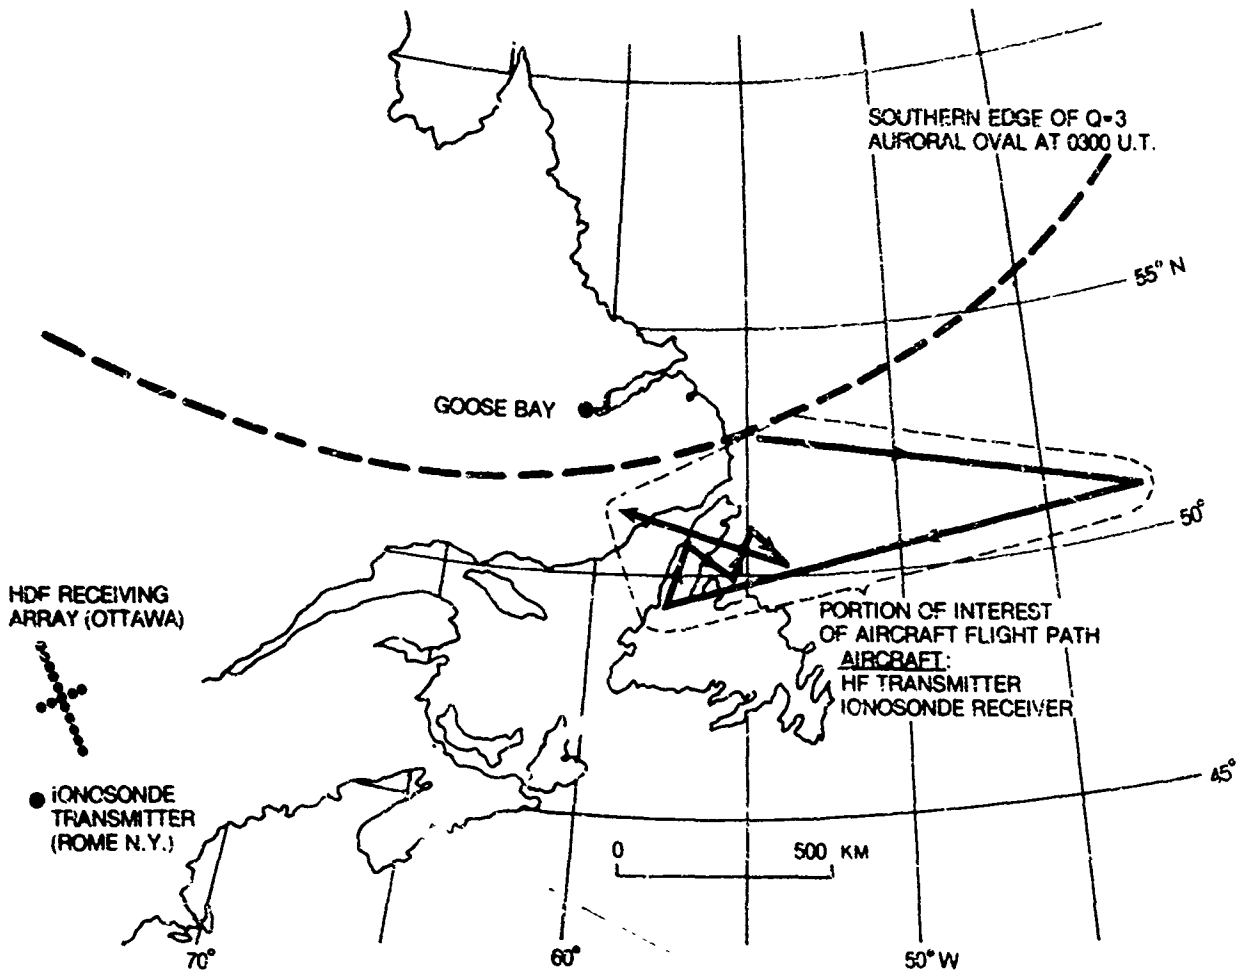 SOUTHERN EDGE OF Q=3
AURORAL OVAL AT 0300 U.T.
55° N
GOOSE BAY
50°
HDF RECEIVING
ARRAY (OTTAWA)
PORTION OF INTEREST
OF AIRCRAFT FLIGHT PATH
AIRCRAFT:
HF TRANSMITTER
IONOSONDE RECEIVER
45°
IONOSONDE
TRANSMITTER
(ROME N.Y.)
0 500 KM
70° 60° 50° W